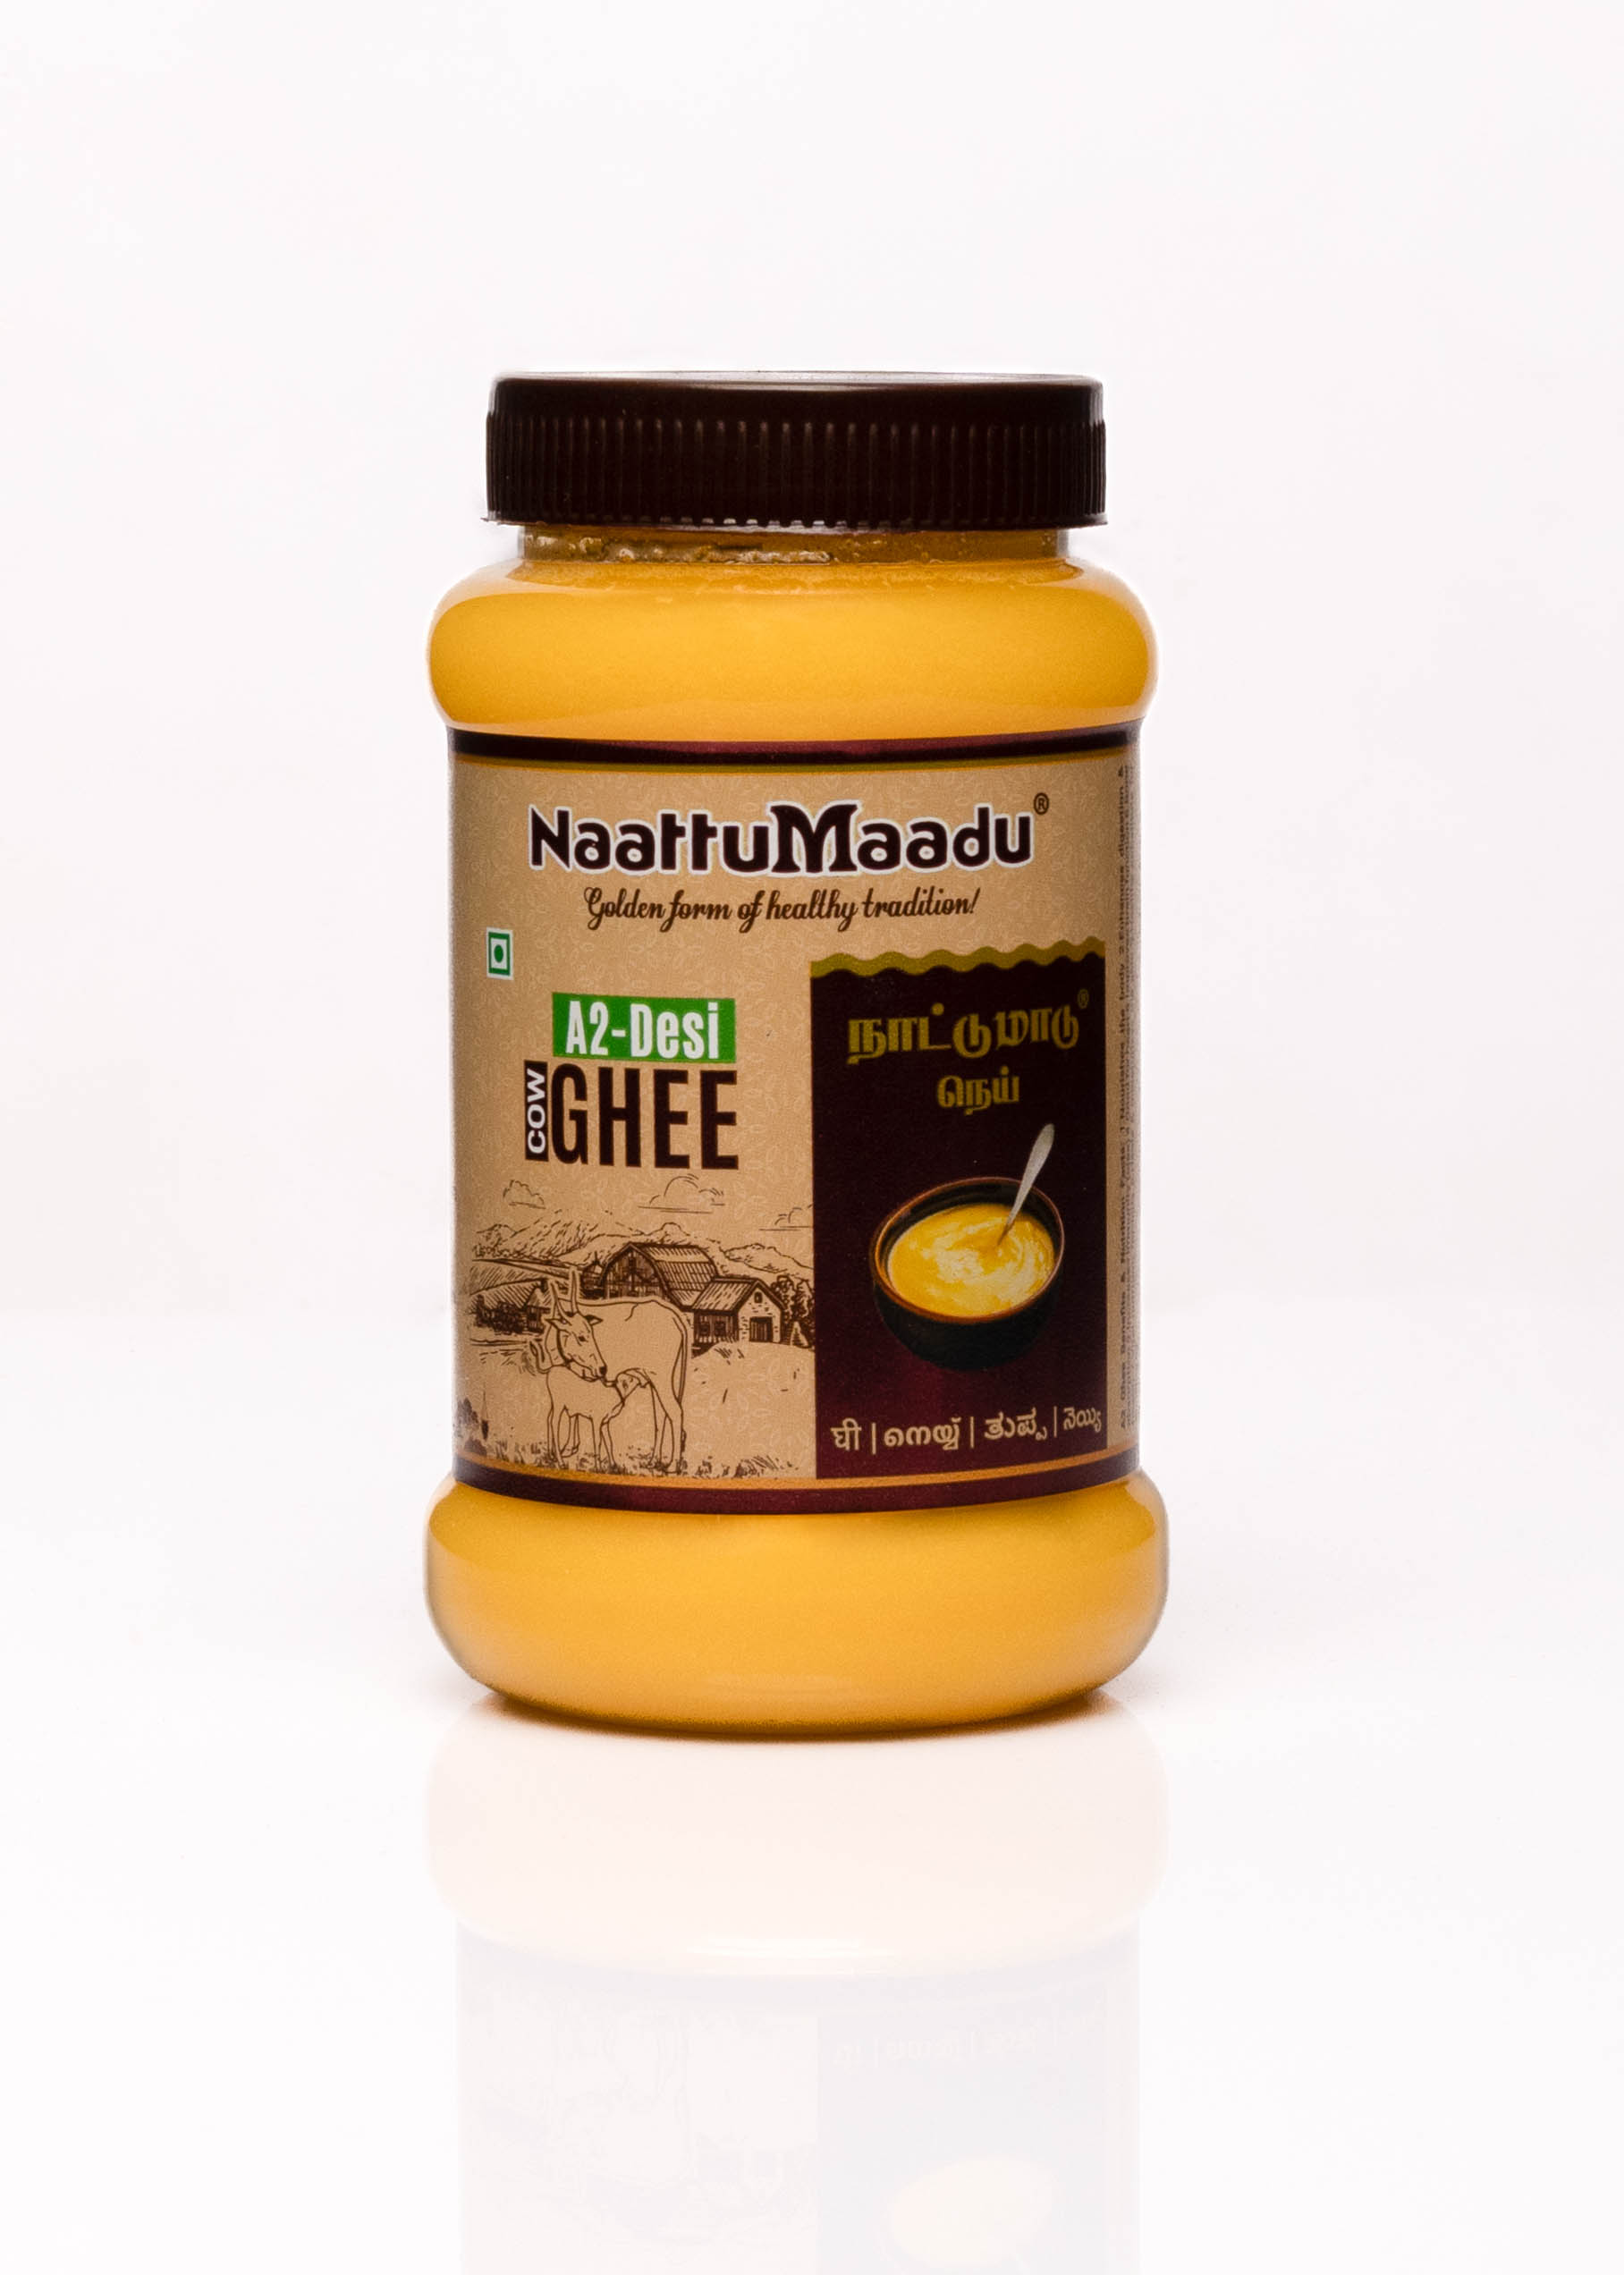 NaattuMaadu®
Golden form of healthy tradition!
A2-Desi
COW
GHEE
நாட்டுமாடு®
நெய்
घी | നെയ്യ് | ತುಪ್ಪ | నెయ్యి